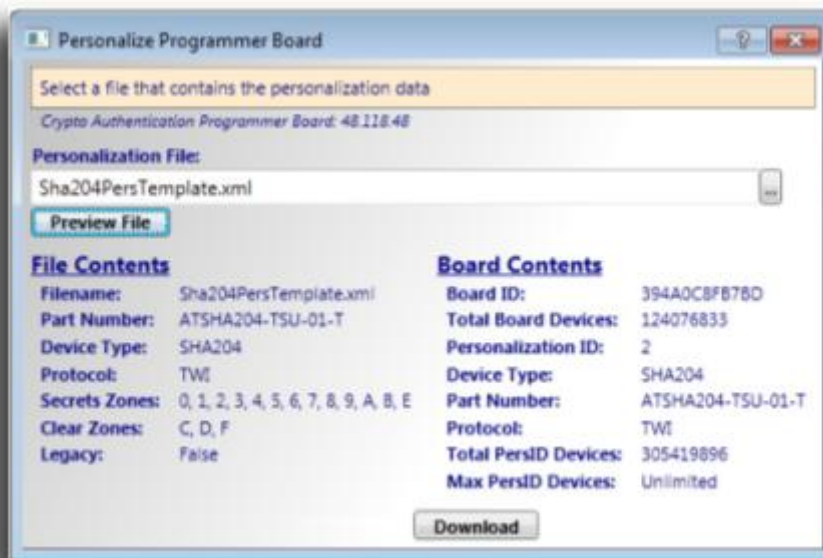 Personalize Programmer Board
Select a file that contains the personalization data
Crypto Authentication Programmer Board: 48.118.48
Personalization File:
Sha204PersTemplate.xml
...
Preview File
File Contents
Filename: Sha204PersTemplate.xml
Part Number: ATSHA204-TSU-01-T
Device Type: SHA204
Protocol: TWI
Secrets Zones: 0, 1, 2, 3, 4, 5, 6, 7, 8, 9, A, B, E
Clear Zones: C, D, F
Legacy: False
Board Contents
Board ID: 394A0C8FB7BD
Total Board Devices: 124076833
Personalization ID: 2
Device Type: SHA204
Part Number: ATSHA204-TSU-01-T
Protocol: TWI
Total PersID Devices: 305419896
Max PersID Devices: Unlimited
Download